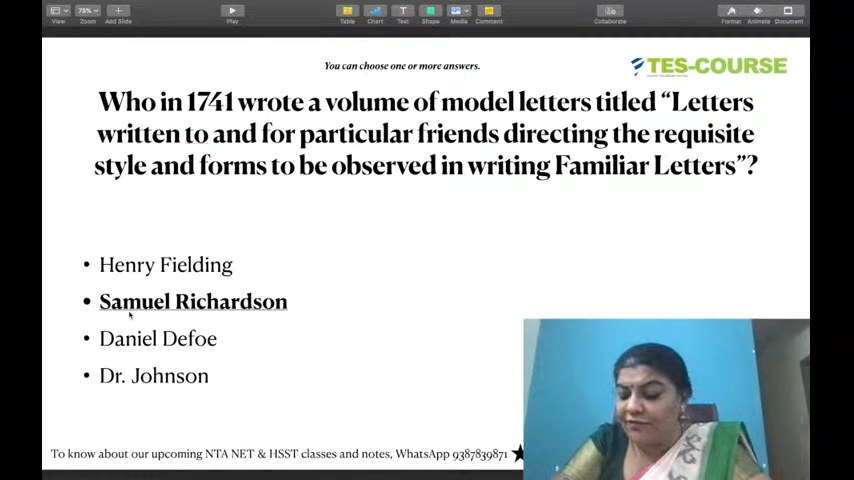 75%
View
Zoom
Add Slide
Play
Table
Chart
Text
Shape
Media
Comment
Collaborate
Format
Animate
Document
You can choose one or more answers.
TES-COURSE
Who in 1741 wrote a volume of model letters titled “Letters
written to and for particular friends directing the requisite
style and forms to be observed in writing Familiar Letters”?
• Henry Fielding
• Samuel Richardson
• Daniel Defoe
• Dr. Johnson
To know about our upcoming NTA NET & HSST classes and notes, WhatsApp 9387839871